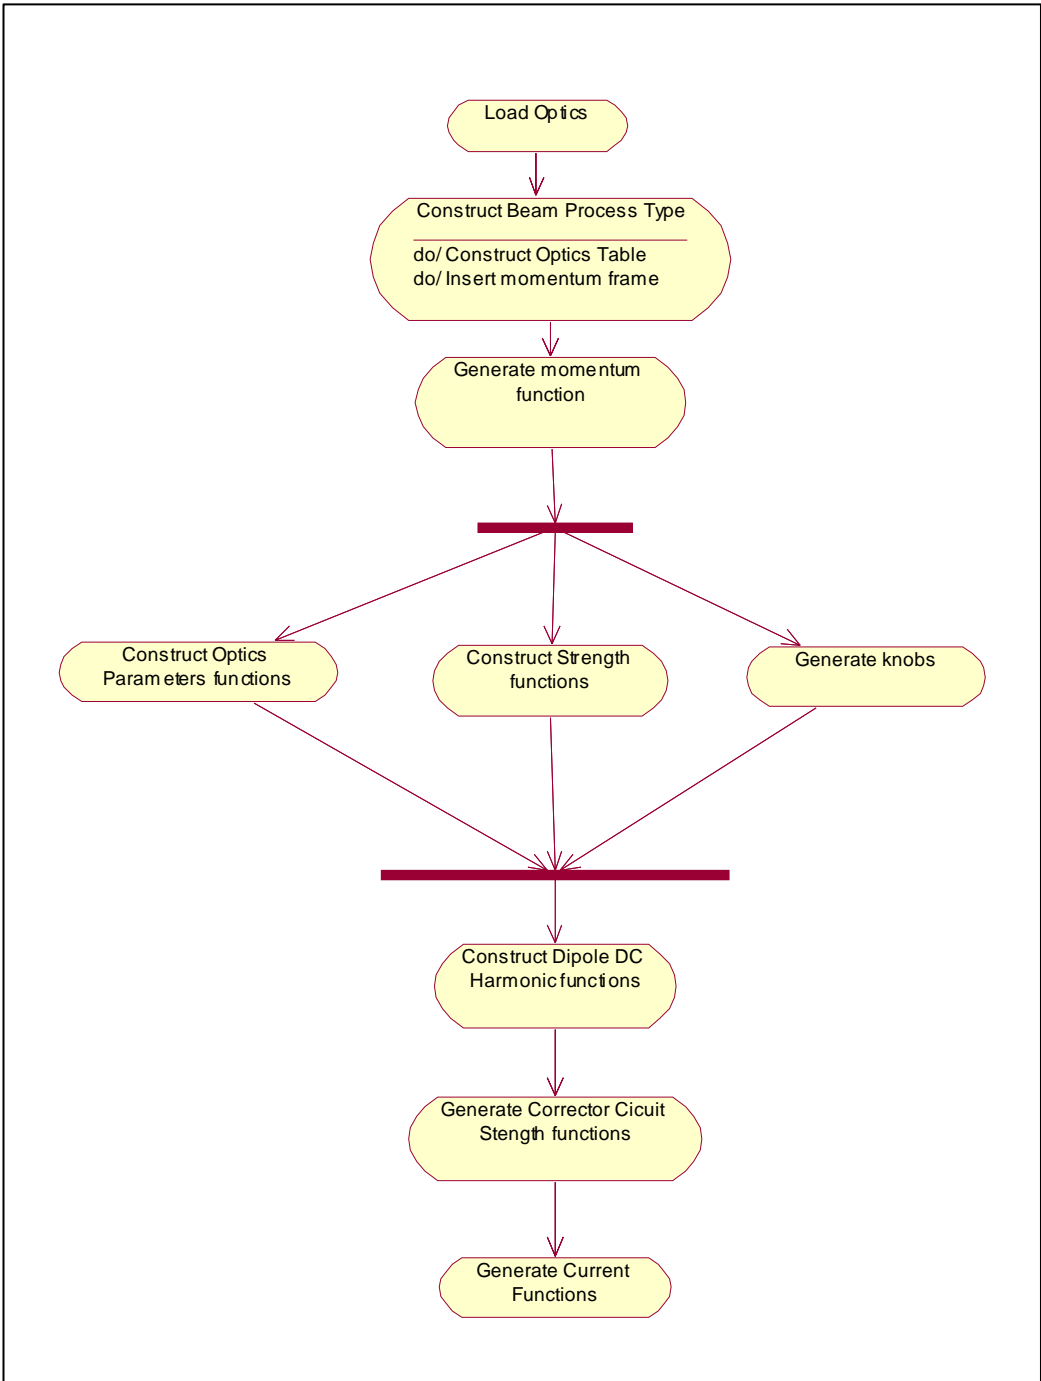 Load Optics
Construct Beam Process Type
do/ Construct Optics Table
do/ Insert momentum frame
Generate momentum
function
Construct Optics
Parameters functions
Construct Strength
functions
Generate knobs
Construct Dipole DC
Harmonic functions
Generate Corrector Cicuit
Stength functions
Generate Current
Functions